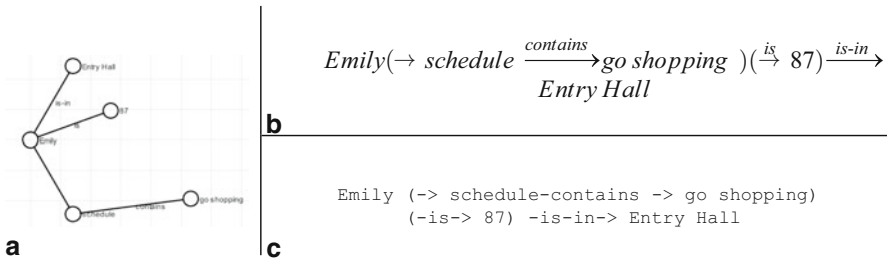 Entry Hall
is-in
87
is
Emily
contains
go shopping
schedule
a
Emily(→ schedule contains→ go shopping )(is→ 87) is-in→
Entry Hall
b
Emily (-> schedule-contains -> go shopping)
(-is-> 87) -is-in-> Entry Hall
c